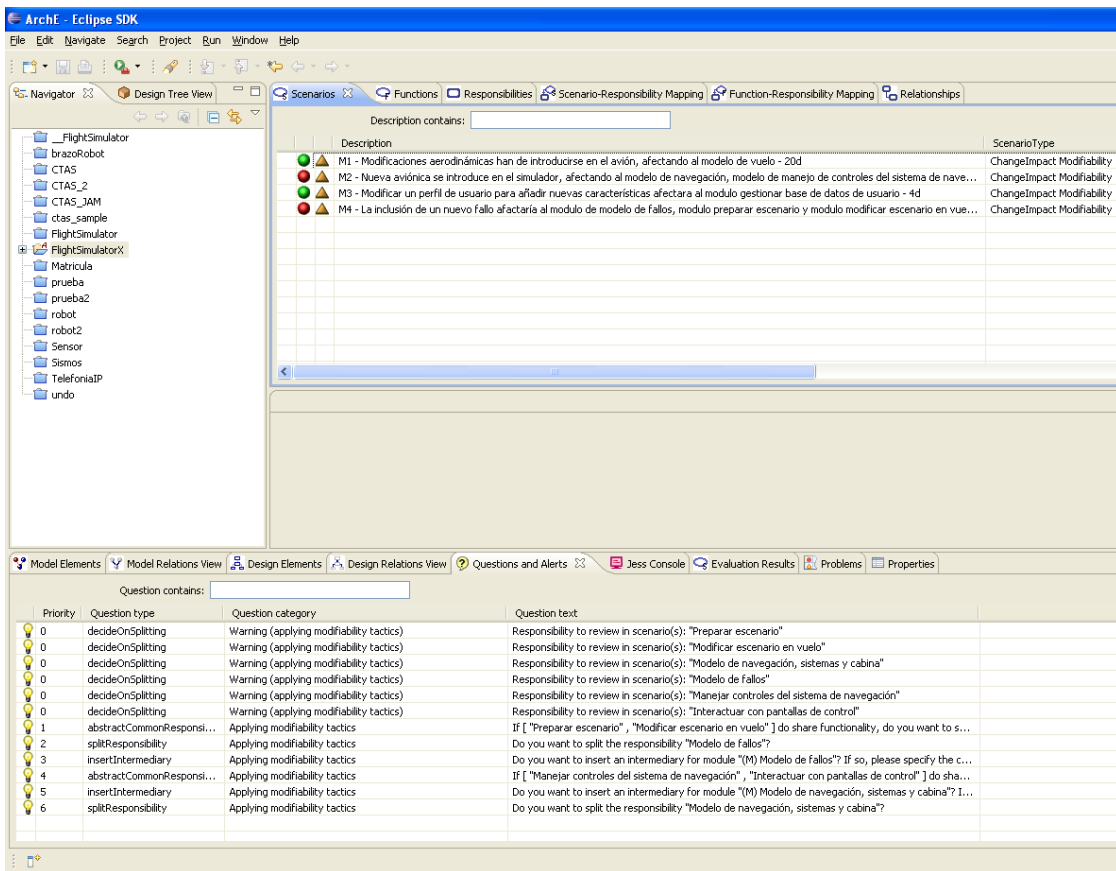 ArchE - Eclipse SDK
File Edit Navigate Search Project Run Window Help
Navigator Design Tree View
__FlightSimulator
brazoRobot
CTAS
CTAS_2
CTAS_JAM
ctas_sample
FlightSimulator
FlightSimulatorX
Matricula
prueba
prueba2
robot
robot2
Sensor
Sismos
TelefoniaIP
undo
Scenarios Functions Responsibilities Scenario-Responsibility Mapping Function-Responsibility Mapping Relationships
Description contains:
Description ScenarioType
M1 - Modificaciones aerodinámicas han de introducirse en el avión, afectando al modelo de vuelo - 20d ChangeImpact Modifiability
M2 - Nueva aviónica se introduce en el simulador, afectando al modelo de navegación, modelo de manejo de controles del sistema de nave... ChangeImpact Modifiability
M3 - Modificar un perfil de usuario para añadir nuevas características afectara al modulo gestionar base de datos de usuario - 4d ChangeImpact Modifiability
M4 - La inclusión de un nuevo fallo afactaría al modulo de modelo de fallos, modulo preparar escenario y modulo modificar escenario en vue... ChangeImpact Modifiability
Model Elements Model Relations View Design Elements Design Relations View Questions and Alerts Jess Console Evaluation Results Problems Properties
Question contains:
Priority Question type Question category Question text
0 decideOnSplitting Warning (applying modifiability tactics) Responsibility to review in scenario(s): "Preparar escenario"
0 decideOnSplitting Warning (applying modifiability tactics) Responsibility to review in scenario(s): "Modificar escenario en vuelo"
0 decideOnSplitting Warning (applying modifiability tactics) Responsibility to review in scenario(s): "Modelo de navegación, sistemas y cabina"
0 decideOnSplitting Warning (applying modifiability tactics) Responsibility to review in scenario(s): "Modelo de fallos"
0 decideOnSplitting Warning (applying modifiability tactics) Responsibility to review in scenario(s): "Manejar controles del sistema de navegación"
0 decideOnSplitting Warning (applying modifiability tactics) Responsibility to review in scenario(s): "Interactuar con pantallas de control"
1 abstractCommonResponsi... Applying modifiability tactics If [ "Preparar escenario" , "Modificar escenario en vuelo" ] do share functionality, do you want to s...
2 splitResponsibility Applying modifiability tactics Do you want to split the responsibility "Modelo de fallos"?
3 insertIntermediary Applying modifiability tactics Do you want to insert an intermediary for module "(M) Modelo de fallos"? If so, please specify the c...
4 abstractCommonResponsi... Applying modifiability tactics If [ "Manejar controles del sistema de navegación" , "Interactuar con pantallas de control" ] do sha...
5 insertIntermediary Applying modifiability tactics Do you want to insert an intermediary for module "(M) Modelo de navegación, sistemas y cabina"? I...
6 splitResponsibility Applying modifiability tactics Do you want to split the responsibility "Modelo de navegación, sistemas y cabina"?